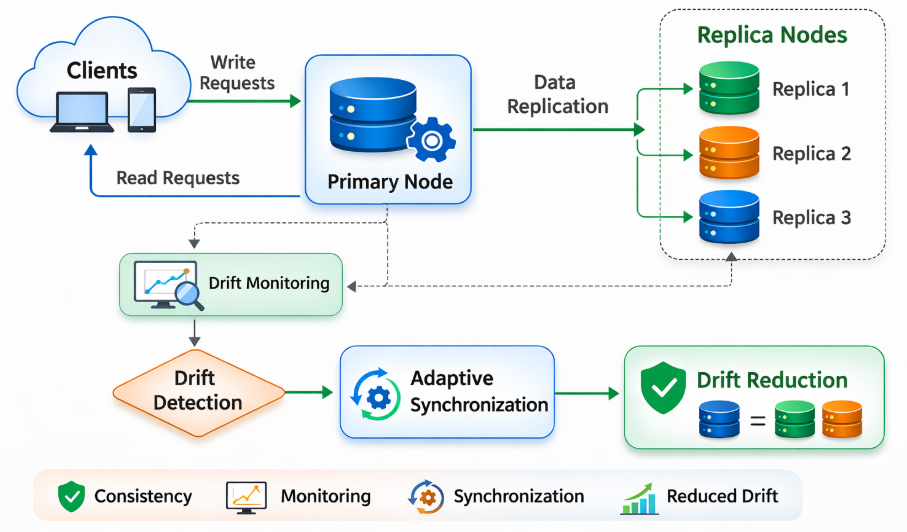 Clients
Write
Requests
Read Requests
Primary Node
Data
Replication
Replica Nodes
Replica 1
Replica 2
Replica 3
Drift Monitoring
Drift
Detection
Adaptive
Synchronization
Drift Reduction
=
Consistency
Monitoring
Synchronization
Reduced Drift